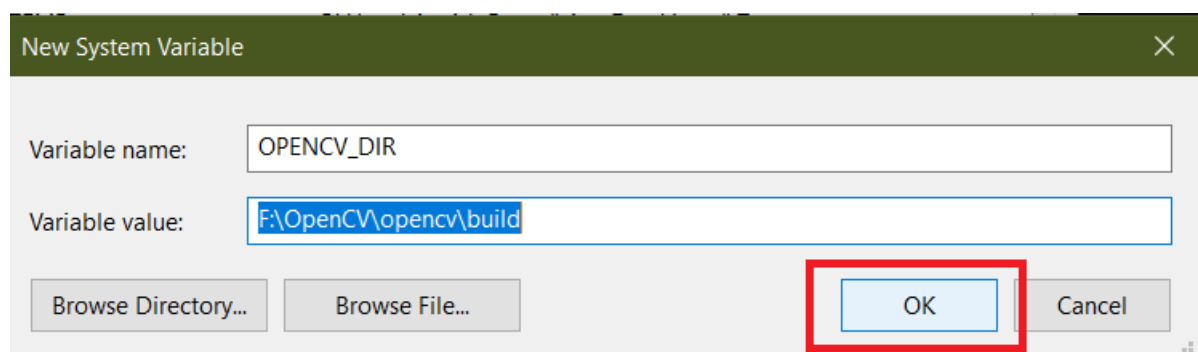 New System Variable
Variable name: OPENCV_DIR
Variable value: F:\OpenCV\opencv\build
Browse Directory... Browse File... OK Cancel